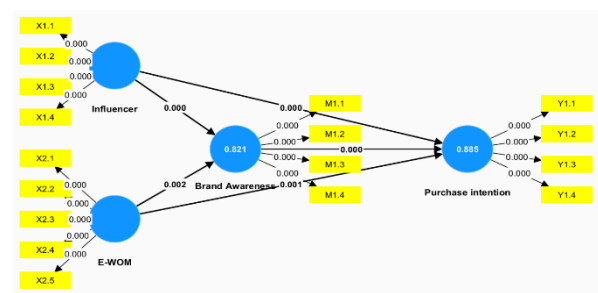 X1.1
0.000
X1.2
0.000
0.000
X1.3
0.000
X1.4
Influencer
0.000
0.000
X2.1
0.000
X2.2
0.000
X2.3
0.000
0.000
X2.4
0.000
X2.5
E-WOM
0.002
0.821
Brand Awareness
0.000
0.001
M1.1
0.000
M1.2
0.000
M1.3
0.000
M1.4
0.000
0.885
Purchase intention
Y1.1
0.000
Y1.2
0.000
Y1.3
0.000
Y1.4
0.000